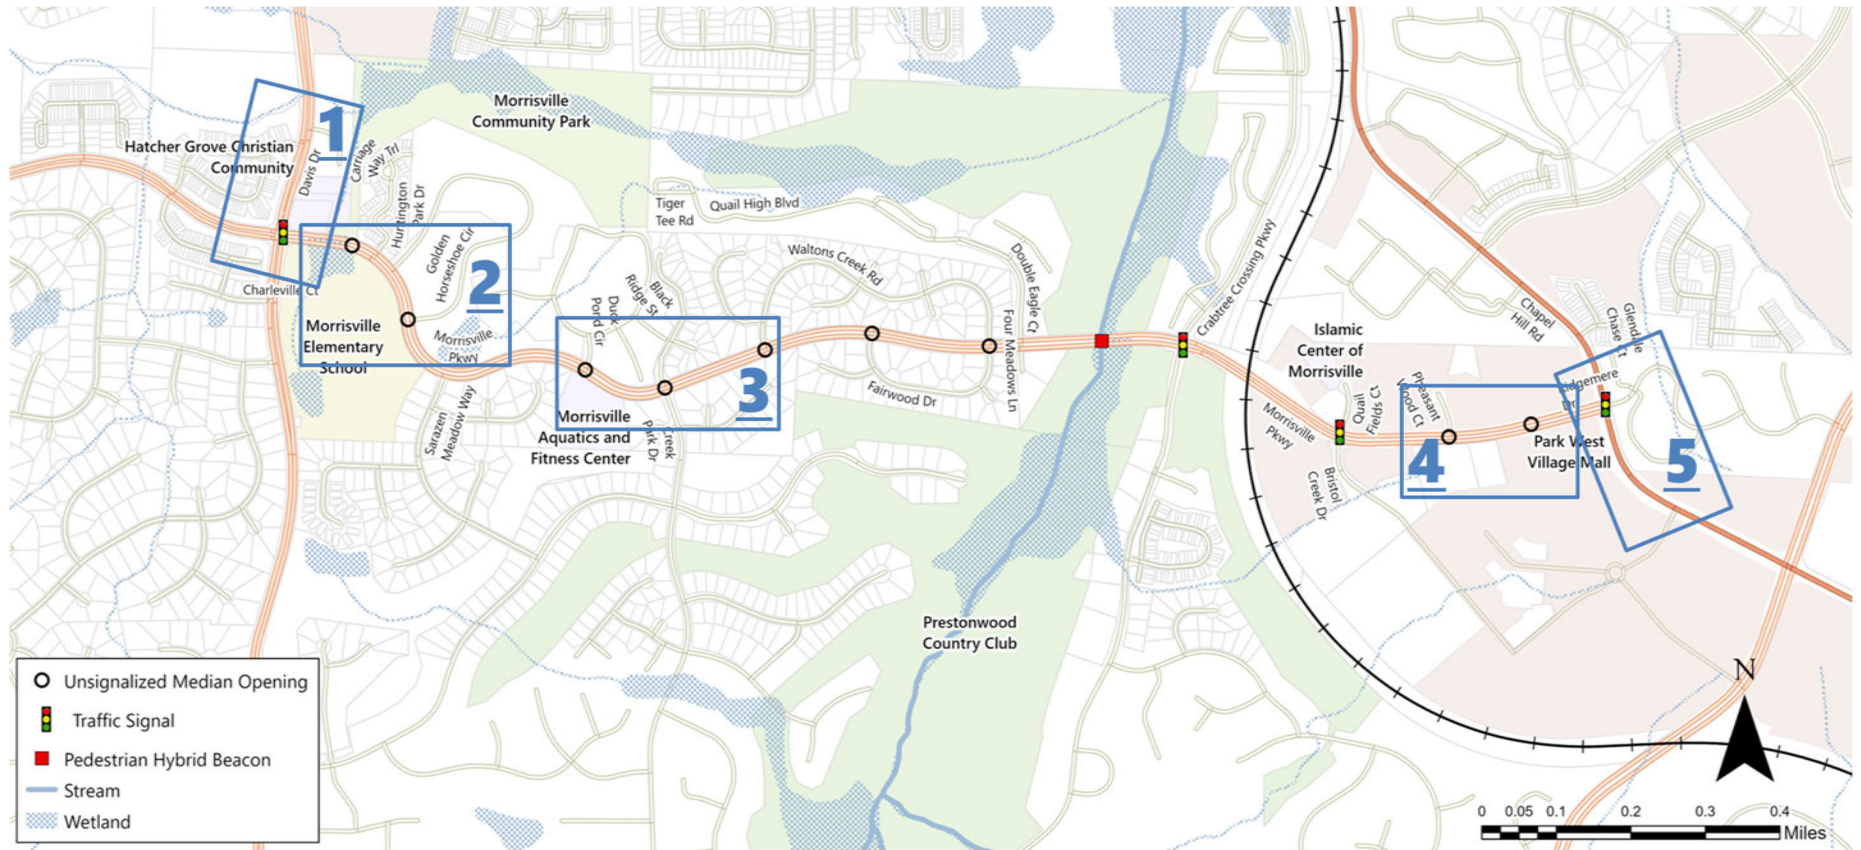 Morrisville
Community Park
1
Hatcher Grove Christian
Community
Davis Dr
Carriage
Way Trl
Huntington
Park Dr
Golden
Horseshoe Cir
Charleville Ct
2
Morrisville
Elementary
School
Morrisville
Pkwy
Sarazen
Meadow Way
Tiger
Tee Rd
Quail High Blvd
Waltons Creek Rd
Black
Ridge St
Duck
Pond Cir
3
Morrisville
Aquatics and
Fitness Center
Creek
Park Dr
Fairwood Dr
Double Eagle Ct
Four Meadows Ln
Crabtree Crossing Pkwy
Prestonwood
Country Club
Islamic
Center of
Morrisville
Morrisville
Pkwy
Quail
Fields Ct
Pheasant
Wood Ct
Bristol
Creek Dr
4
Chapel
Hill Rd
Glendale
Chase Ct
Ridgemere
Park West
Village Mall
5
Unsignalized Median Opening
Traffic Signal
Pedestrian Hybrid Beacon
Stream
Wetland
N
0 0.05 0.1 0.2 0.3 0.4
Miles